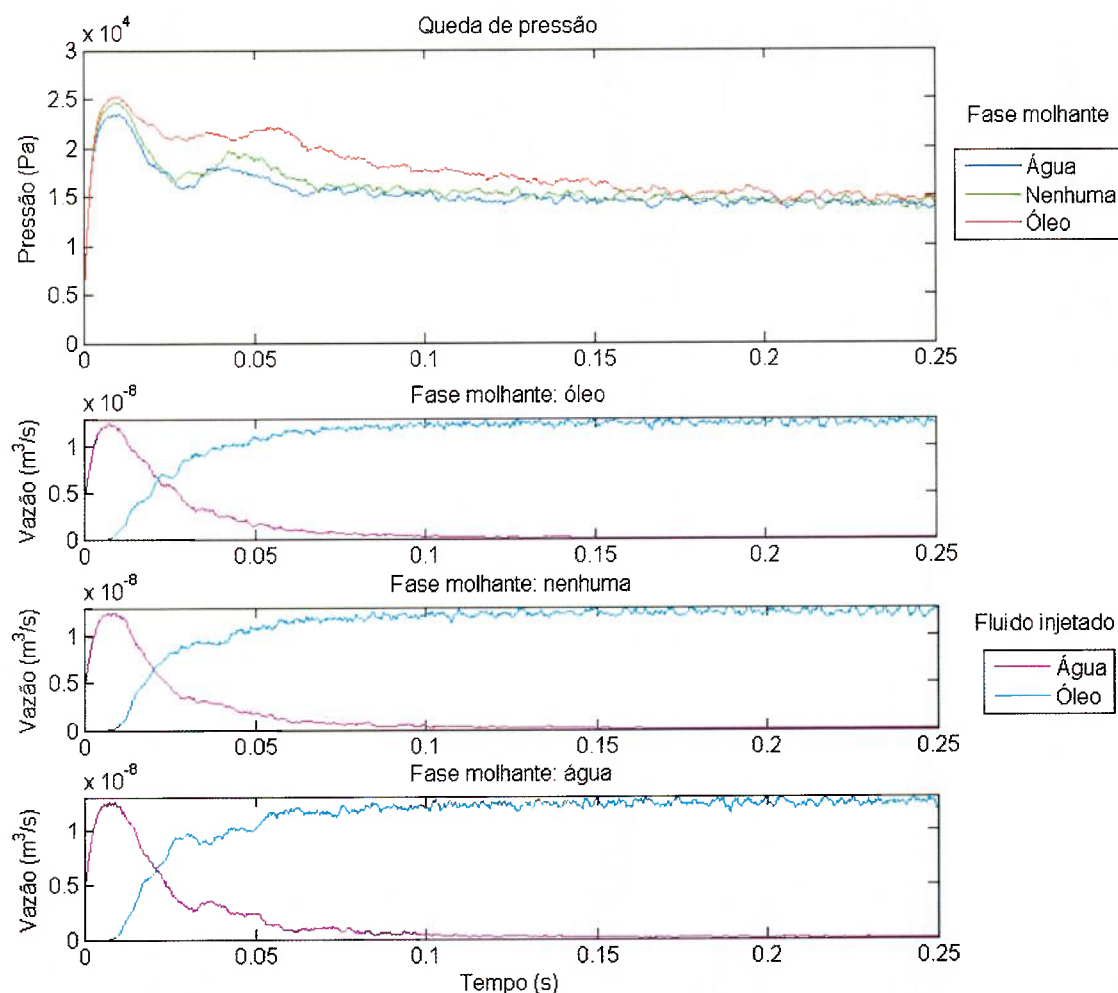 Queda de pressão
x 10^4
3
2.5
2
1.5
1
0.5
0
Pressão (Pa)
0 0.05 0.1 0.15 0.2 0.25
Fase molhante
Água
Nenhuma
Óleo
Fase molhante: óleo
x 10^-8
1
0.5
0
Vazão (m³/s)
0 0.05 0.1 0.15 0.2 0.25
Fase molhante: nenhuma
x 10^-8
1
0.5
0
Vazão (m³/s)
0 0.05 0.1 0.15 0.2 0.25
Fluido injetado
Água
Óleo
Fase molhante: água
x 10^-8
1
0.5
0
Vazão (m³/s)
0 0.05 0.1 0.15 0.2 0.25
Tempo (s)